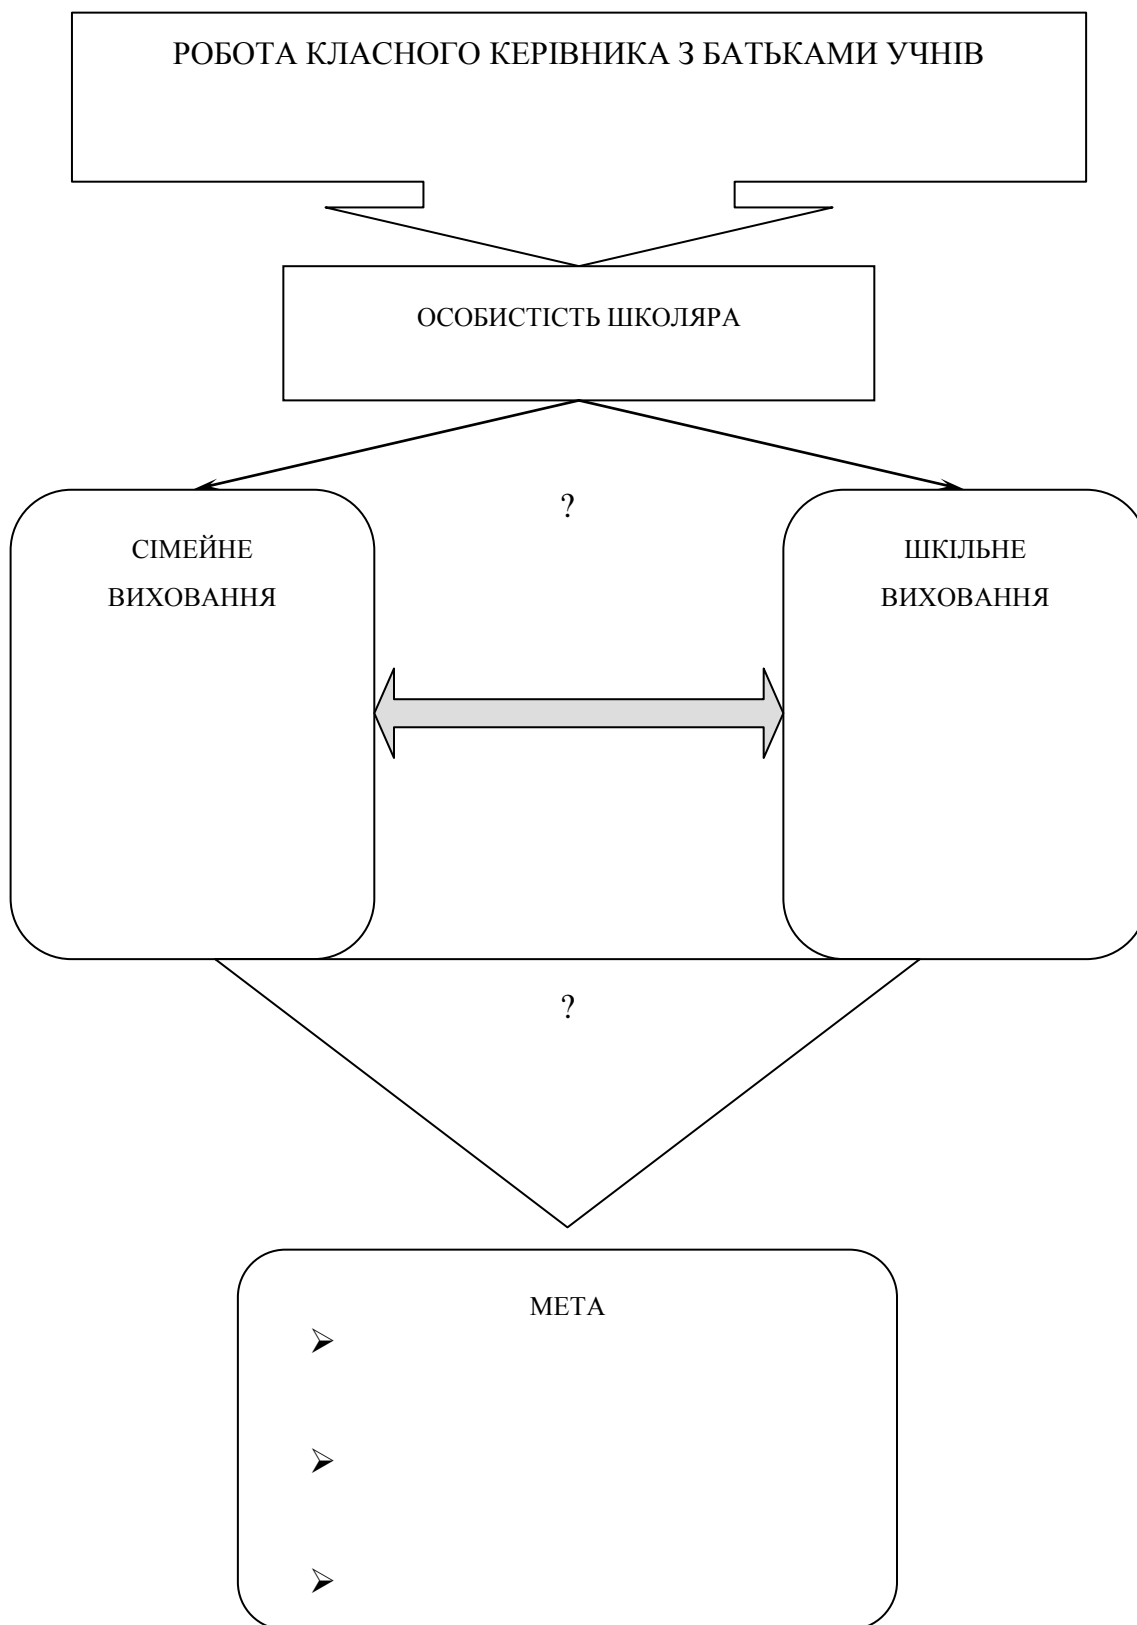 РОБОТА КЛАСНОГО КЕРІВНИКА З БАТЬКАМИ УЧНІВ
ОСОБИСТІСТЬ ШКОЛЯРА
?
СІМЕЙНЕ
ВИХОВАННЯ
ШКІЛЬНЕ
ВИХОВАННЯ
?
МЕТА